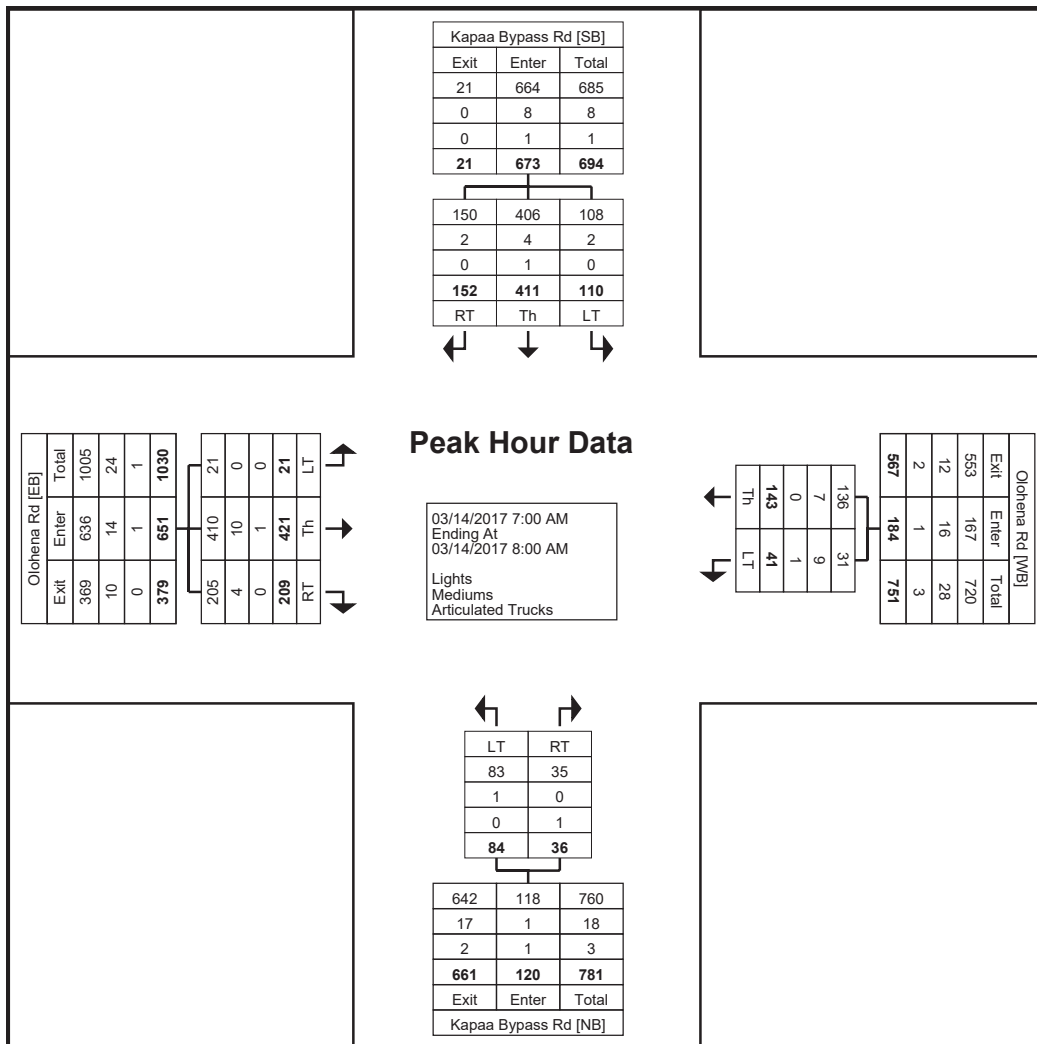 Kapaa Bypass Rd [SB]
Exit Enter Total
21 664 685
0 8 8
0 1 1
21 673 694
150 406 108
2 4 2
0 1 0
152 411 110
RT Th LT
Olohena Rd [EB]
Total Enter Exit
1005 636 369
24 14 10
1 1 0
1030 651 379
21 410 205
0 10 4
0 1 0
21 421 209
LT Th RT
Peak Hour Data
03/14/2017 7:00 AM
Ending At
03/14/2017 8:00 AM
Lights
Mediums
Articulated Trucks
Olohena Rd [WB]
Exit Enter Total
553 167 720
12 16 28
2 1 3
567 184 751
136 31
7 9
0 1
143 41
Th LT
LT RT
83 35
1 0
0 1
84 36
642 118 760
17 1 18
2 1 3
661 120 781
Exit Enter Total
Kapaa Bypass Rd [NB]